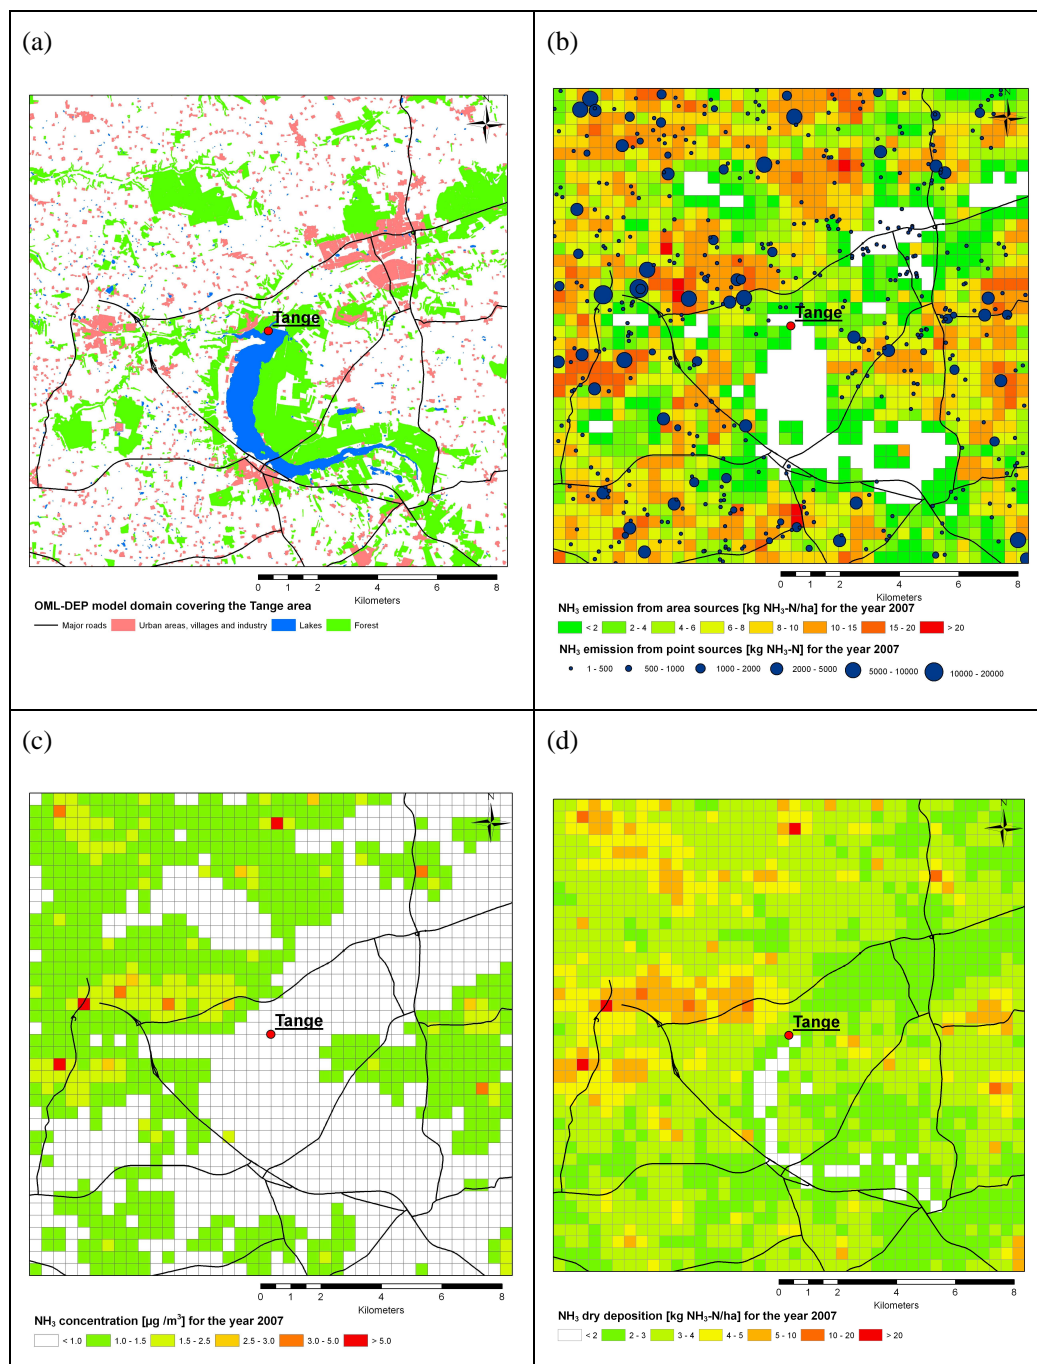 (a)
N
Tange
0 2 4 6 8
Kilometers
OML-DEP model domain covering the Tange area
Major roads Urban areas, villages and industry Lakes Forest
(b)
Tange
0 2 4 6 8
Kilometers
NH₃ emission from area sources [kg NH₃-N/ha] for the year 2007
< 2 2 - 4 4 - 6 6 - 8 8 - 10 10 - 15 15 - 20 > 20
NH₃ emission from point sources [kg NH₃-N] for the year 2007
1 - 500 500 - 1000 1000 - 2000 2000 - 5000 5000 - 10000 10000 - 20000
(c)
N
Tange
0 1 2 4 6 8
Kilometers
NH₃ concentration [µg /m³] for the year 2007
< 1.0 1.0 - 1.5 1.5 - 2.5 2.5 - 3.0 3.0 - 5.0 > 5.0
(d)
N
Tange
0 1 2 4 6 8
Kilometers
NH₃ dry deposition [kg NH₃-N/ha] for the year 2007
< 2 2 - 3 3 - 4 4 - 5 5 - 10 10 - 20 > 20